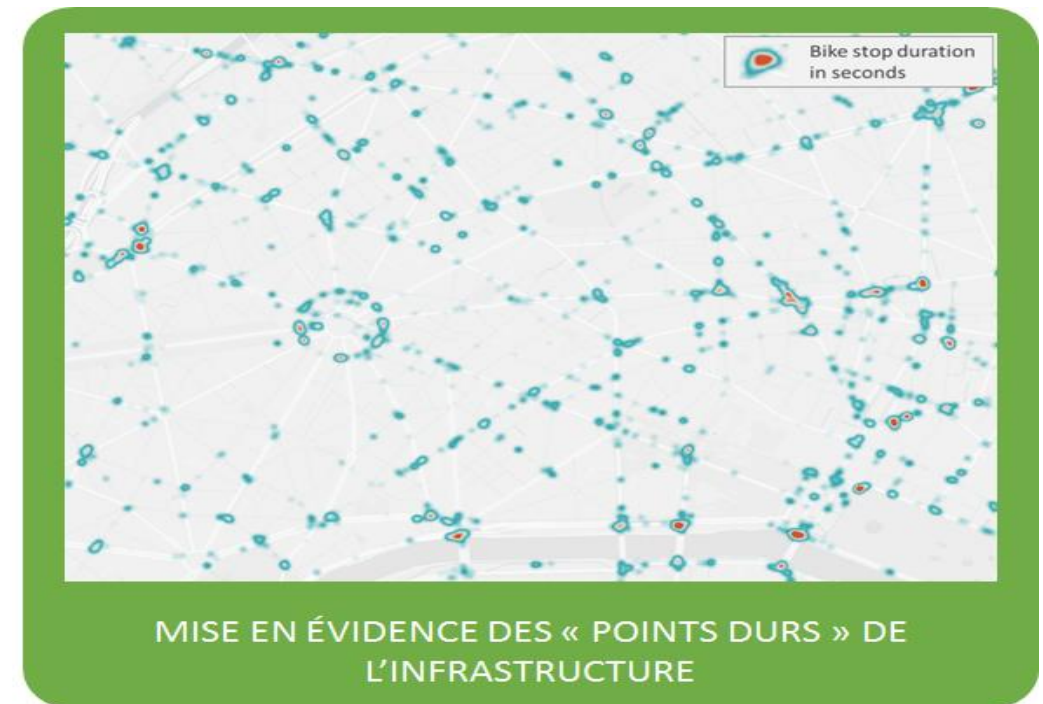 Bike stop duration
in seconds
MISE EN ÉVIDENCE DES « POINTS DURS » DE
L’INFRASTRUCTURE